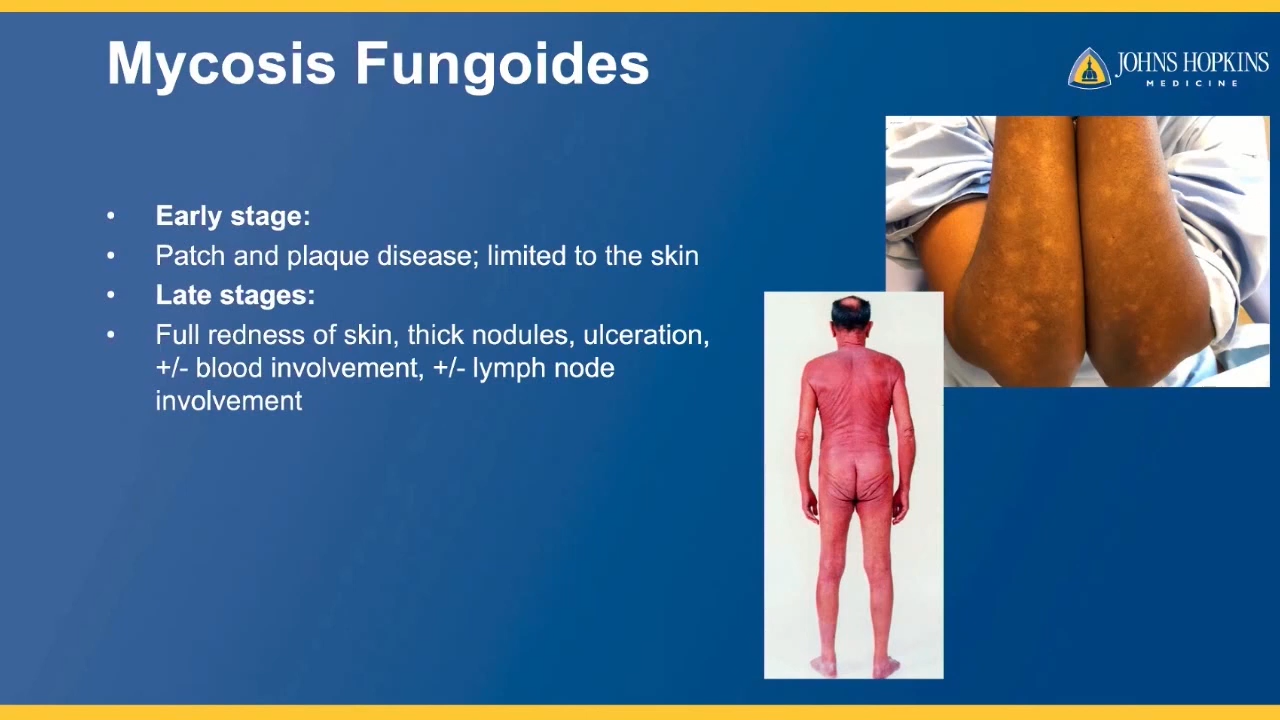 Mycosis Fungoides
JOHNS HOPKINS
MEDICINE
• Early stage:
• Patch and plaque disease; limited to the skin
• Late stages:
• Full redness of skin, thick nodules, ulceration,
+/- blood involvement, +/- lymph node
involvement